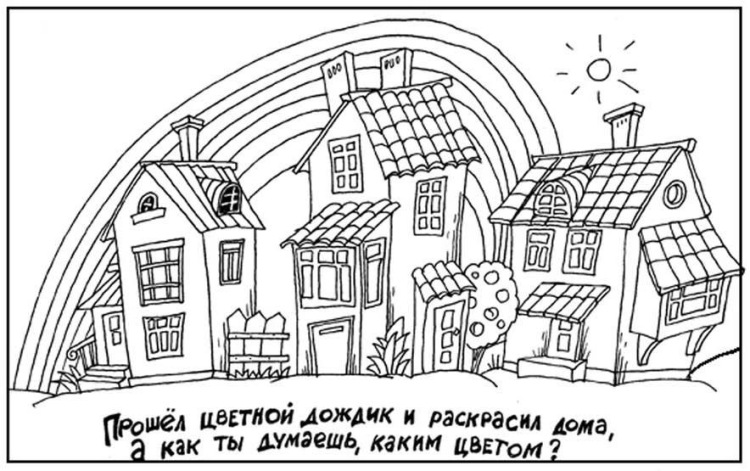 Прошёл цветной дождик и раскрасил дома,
а как ты думаешь, каким цветом?